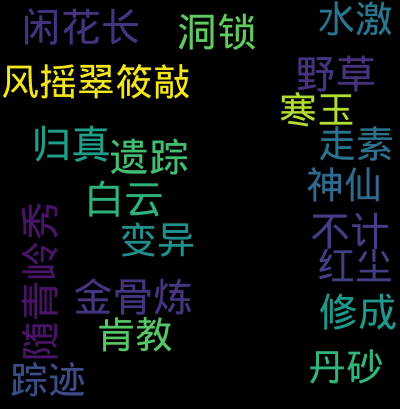 闲花长
洞锁
水激
风摇翠筱敲
野草
寒玉
归真
遗踪
走素
白云
神仙
变异
不计
红尘
随青岭秀
金骨炼
修成
肯教
丹砂
踪迹